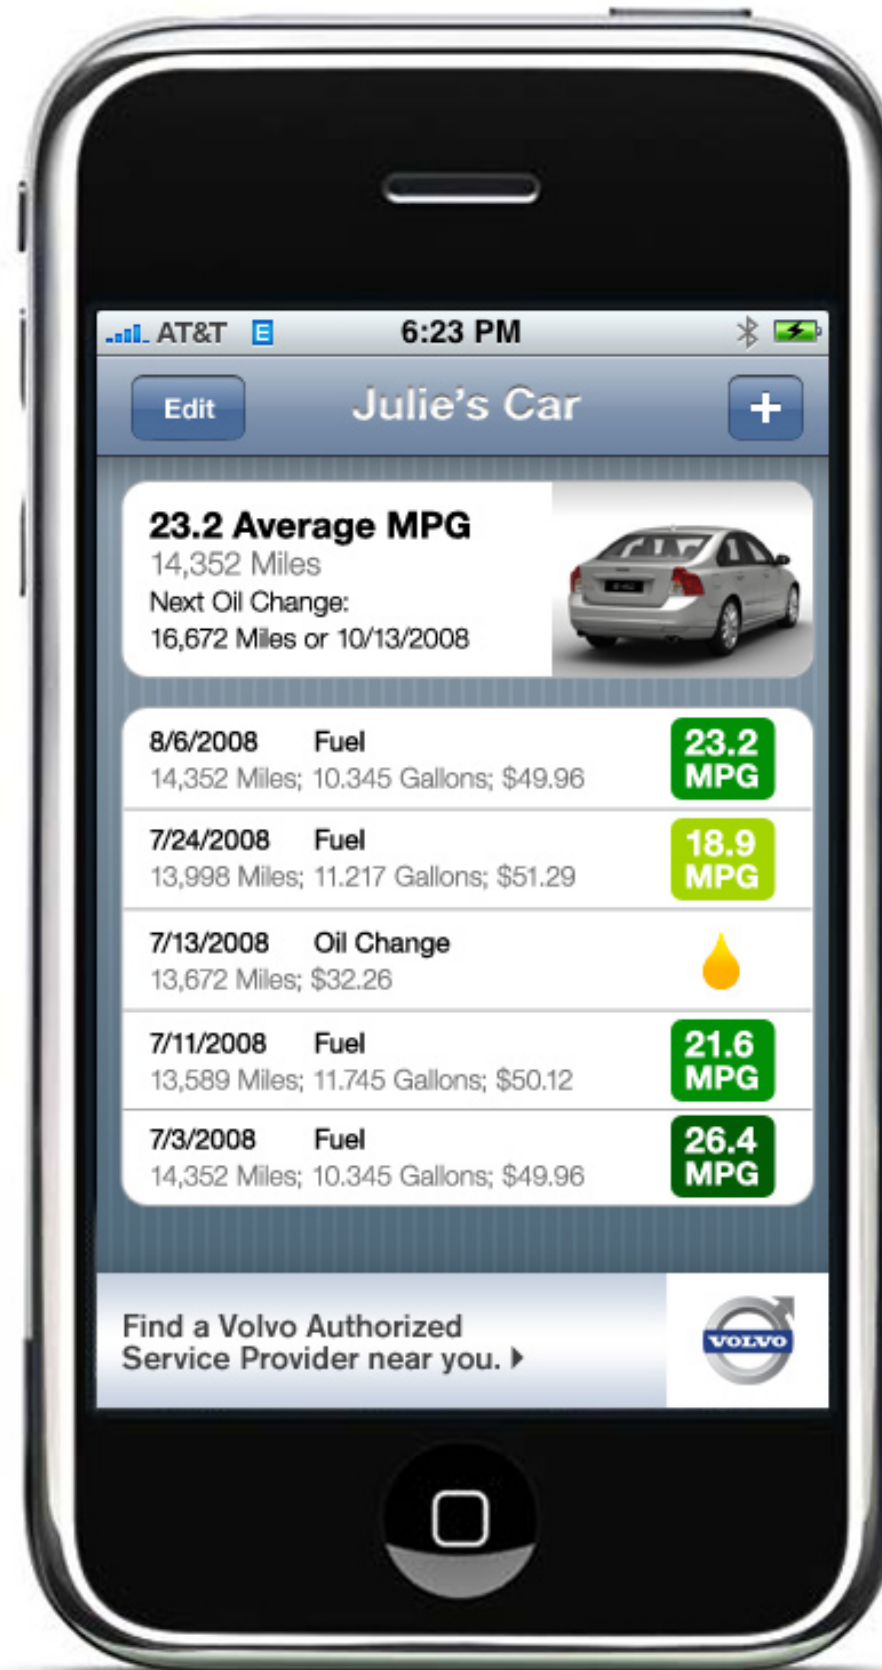 AT&T E 6:23 PM
Edit Julie's Car +
23.2 Average MPG
14,352 Miles
Next Oil Change:
16,672 Miles or 10/13/2008
8/6/2008 Fuel
14,352 Miles; 10.345 Gallons; $49.96
23.2
MPG
7/24/2008 Fuel
13,998 Miles; 11.217 Gallons; $51.29
18.9
MPG
7/13/2008 Oil Change
13,672 Miles; $32.26
7/11/2008 Fuel
13,589 Miles; 11.745 Gallons; $50.12
21.6
MPG
7/3/2008 Fuel
14,352 Miles; 10.345 Gallons; $49.96
26.4
MPG
Find a Volvo Authorized
Service Provider near you.
VOLVO